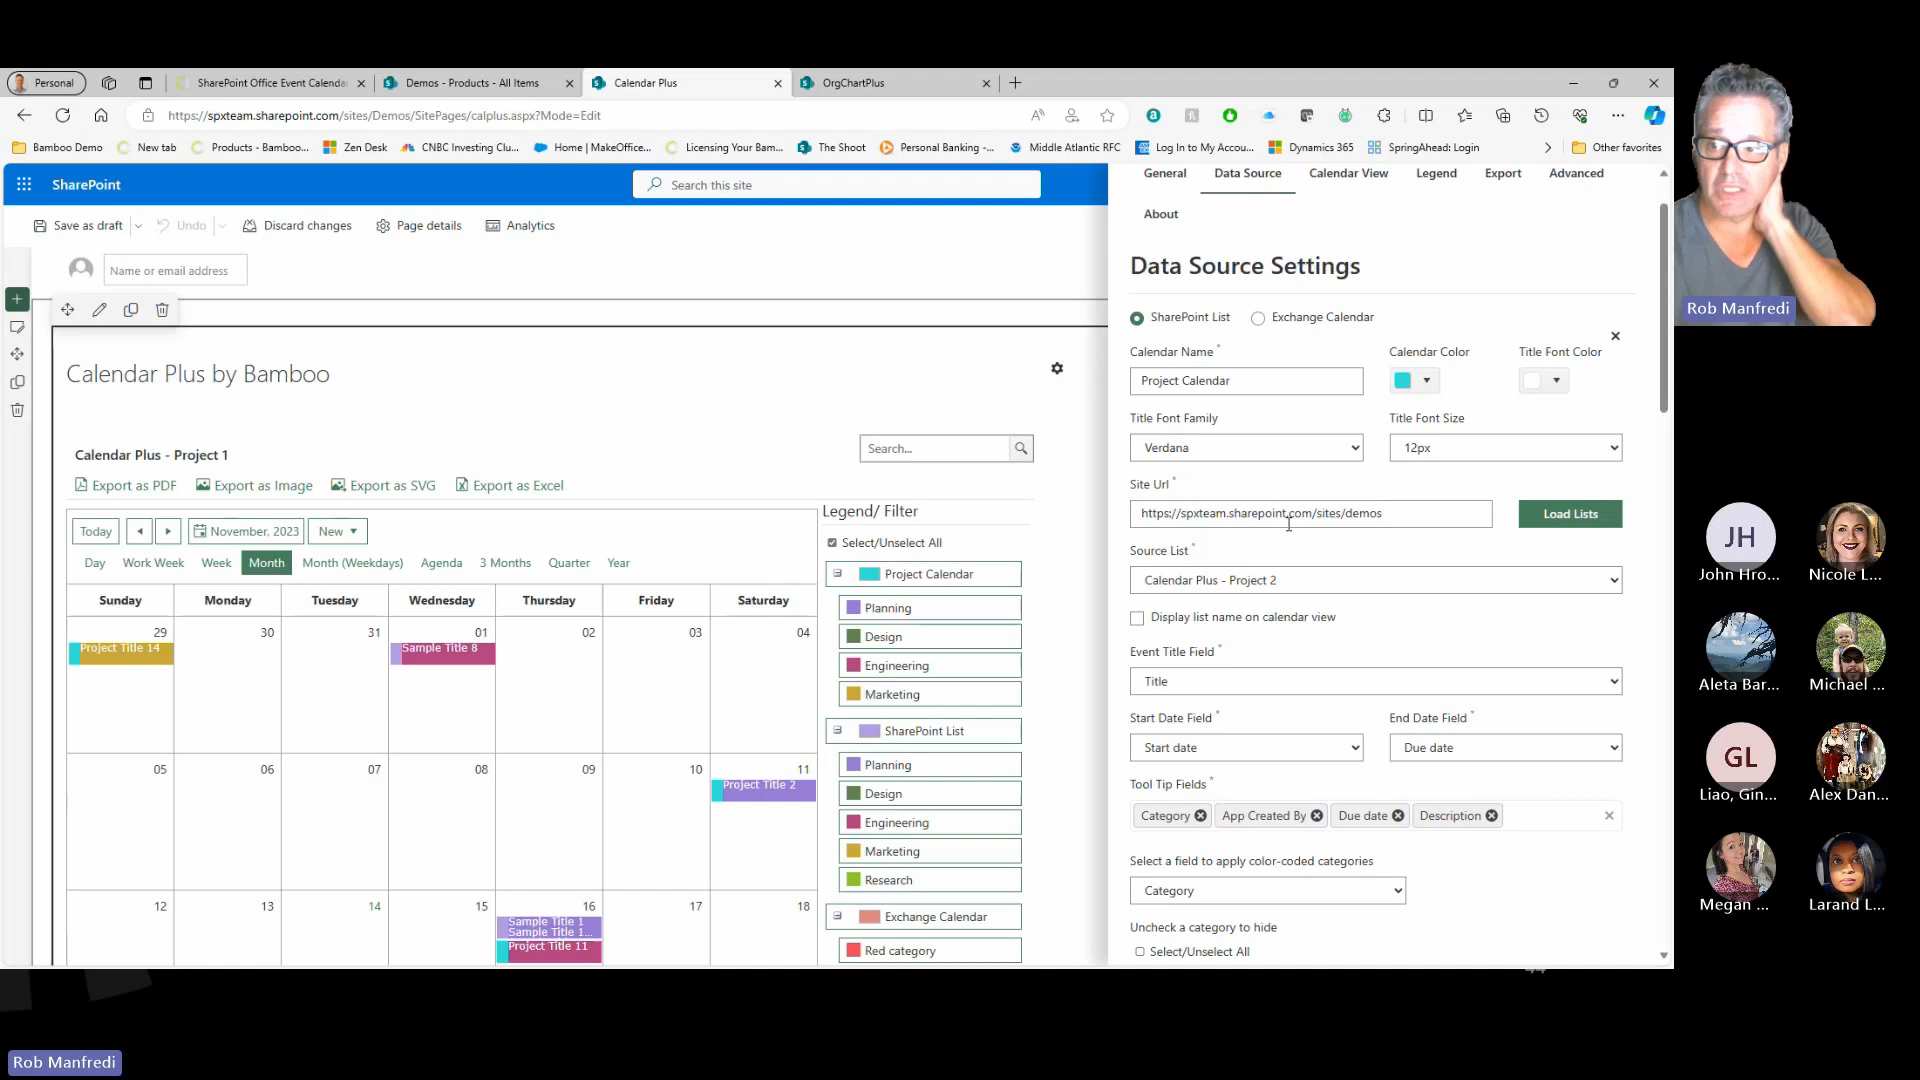 Personal
SharePoint Office Event Calenda
Demos - Products - All Items
Calendar Plus
OrgChartPlus
https://spxteam.sharepoint.com/sites/Demos/SitePages/calplus.aspx?Mode=Edit
Bamboo Demo
New tab
Products - Bamboo...
Zen Desk
CNBC Investing Clu...
Home | MakeOffice...
Licensing Your Bam...
The Shoot
Personal Banking -...
Middle Atlantic RFC
Log In to My Accou...
Dynamics 365
SpringAhead: Login
Other favorites
SharePoint
Search this site
Save as draft
Undo
Discard changes
Page details
Analytics
Name or email address
Calendar Plus by Bamboo
Calendar Plus - Project 1
Search...
Export as PDF
Export as Image
Export as SVG
Export as Excel
Today
November, 2023
New
Day
Work Week
Week
Month
Month (Weekdays)
Agenda
3 Months
Quarter
Year
Sunday
Monday
Tuesday
Wednesday
Thursday
Friday
Saturday
29
30
31
01
02
03
04
Project Title 14
Sample Title 8
05
06
07
08
09
10
11
Project Title 2
12
13
14
15
16
17
18
Sample Title 1
Sample Title 1...
Project Title 11
Legend/ Filter
Select/Unselect All
Project Calendar
Planning
Design
Engineering
Marketing
SharePoint List
Planning
Design
Engineering
Marketing
Research
Exchange Calendar
Red category
General
Data Source
Calendar View
Legend
Export
Advanced
About
Data Source Settings
SharePoint List
Exchange Calendar
Calendar Name *
Calendar Color
Title Font Color
Project Calendar
Title Font Family
Title Font Size
Verdana
12px
Site Url *
https://spxteam.sharepoint.com/sites/demos
Load Lists
Source List *
Calendar Plus - Project 2
Display list name on calendar view
Event Title Field *
Title
Start Date Field *
End Date Field *
Start date
Due date
Tool Tip Fields *
Category
App Created By
Due date
Description
Select a field to apply color-coded categories
Category
Uncheck a category to hide
Select/Unselect All
Rob Manfredi
JH
John Hro...
Nicole L...
Aleta Bar...
Michael ...
GL
Liao, Gin...
Alex Dan...
Megan ...
Larand L...
Rob Manfredi